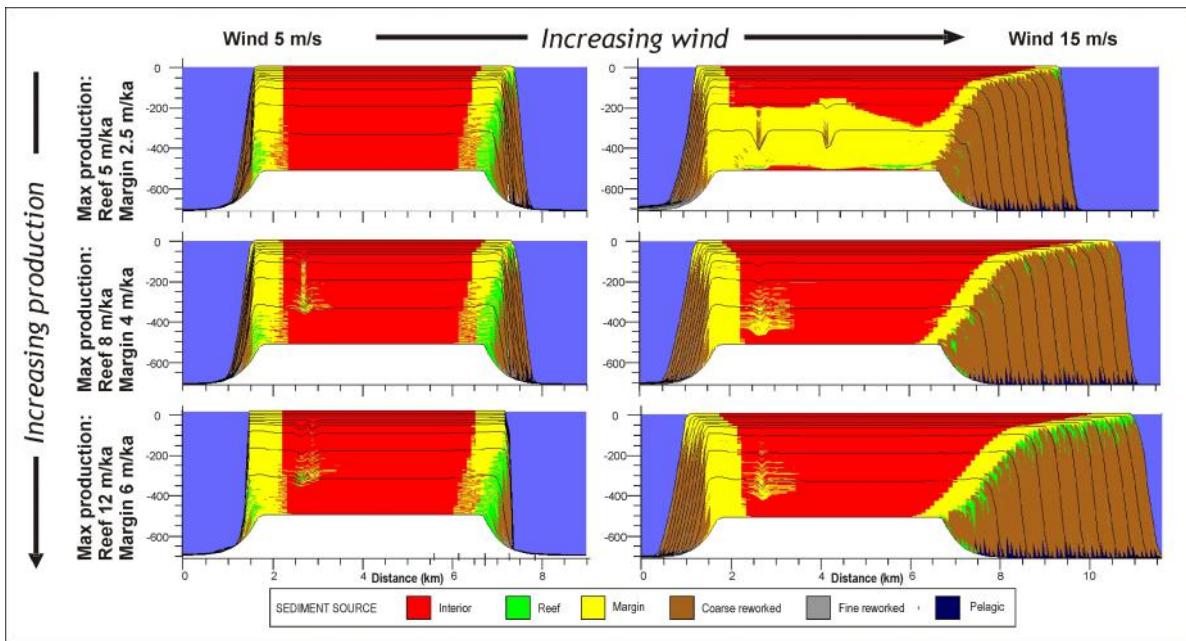 Wind 5 m/s Increasing wind Wind 15 m/s
Increasing production
Max production:
Reef 5 m/ka
Margin 2.5 m/ka
0 0
-200 -200
-400 -400
-600 -600
Max production:
Reef 8 m/ka
Margin 4 m/ka
0 0
-200 -200
-400 -400
-600 -600
Max production:
Reef 12 m/ka
Margin 6 m/ka
0 0
-200 -200
-400 -400
-600 -600
0 2 4 6 8 0 2 4 6 8 10
Distance (km) Distance (km)
SEDIMENT SOURCE Interior Reef Margin Coarse reworked Fine reworked Pelagic